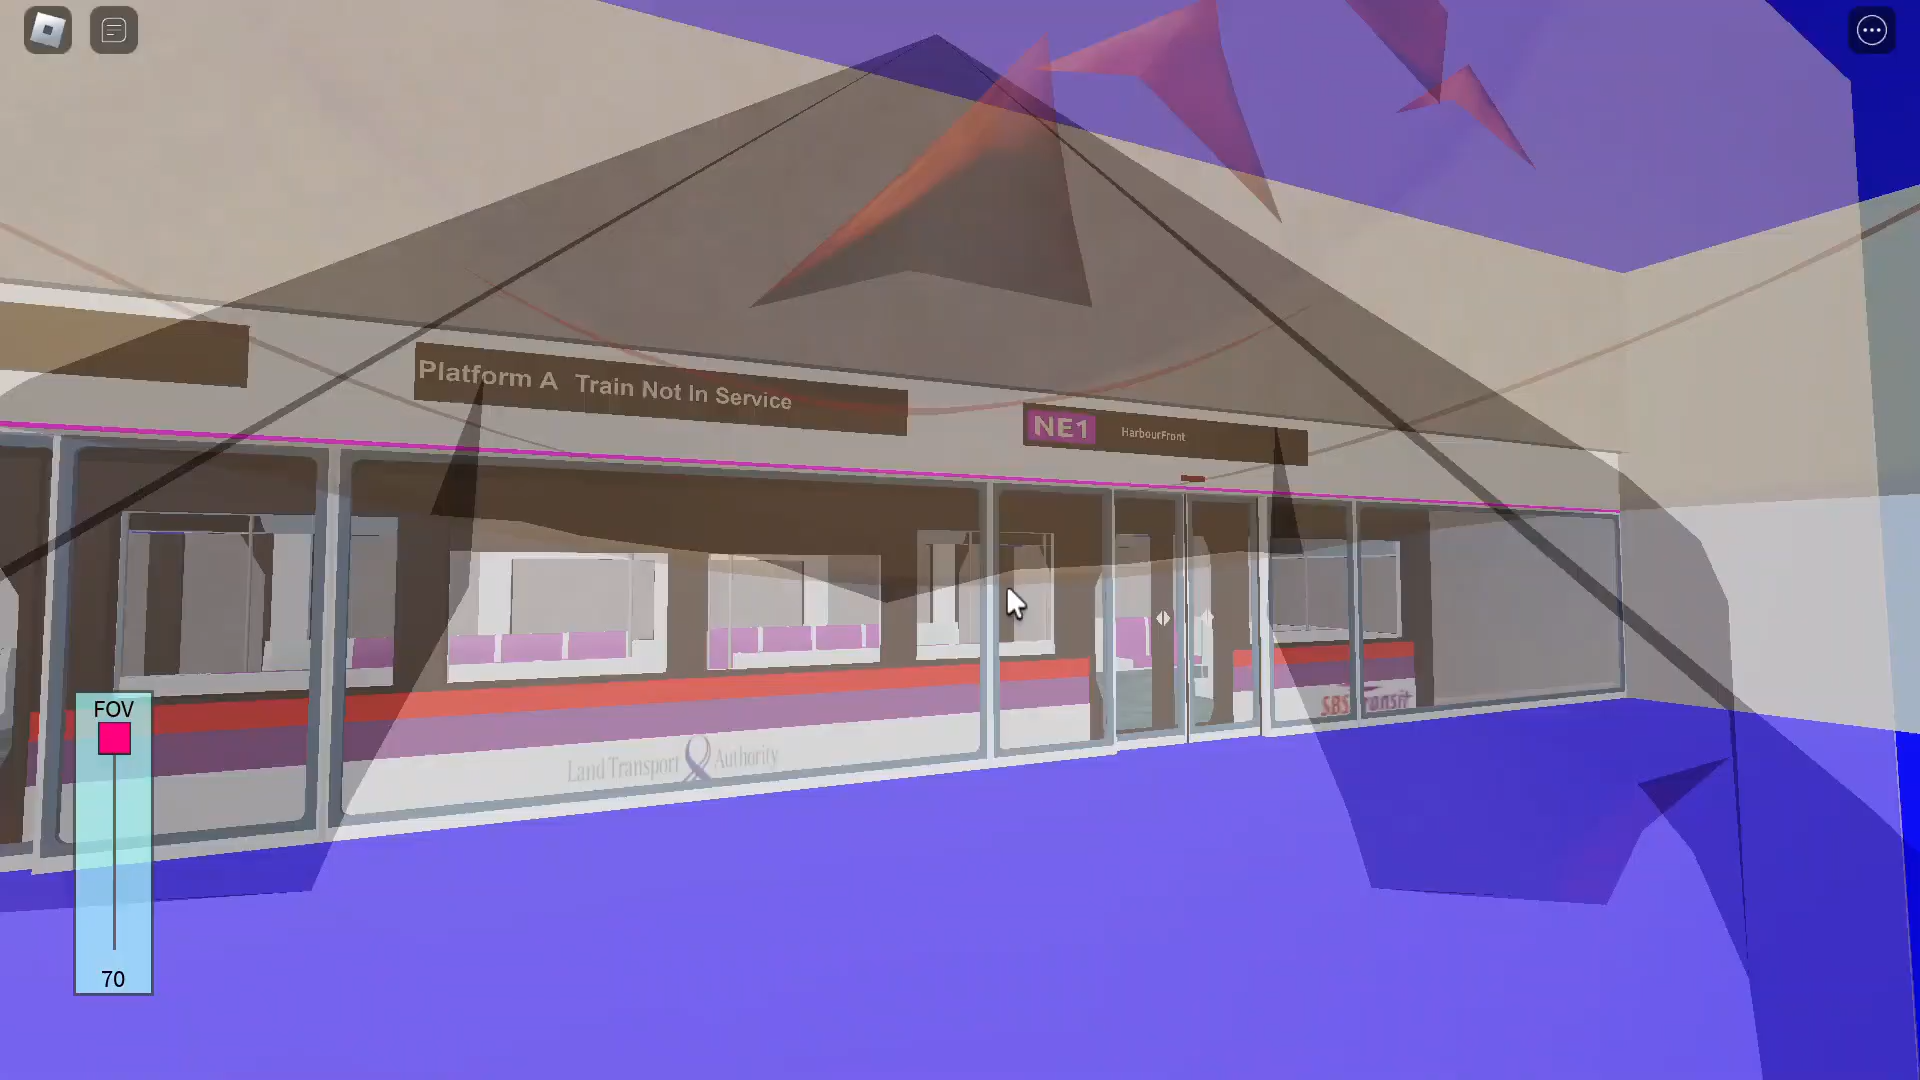 Platform A Train Not In Service
NE1 HarbourFront
SBS Transit
Land Transport Authority
FOV
70